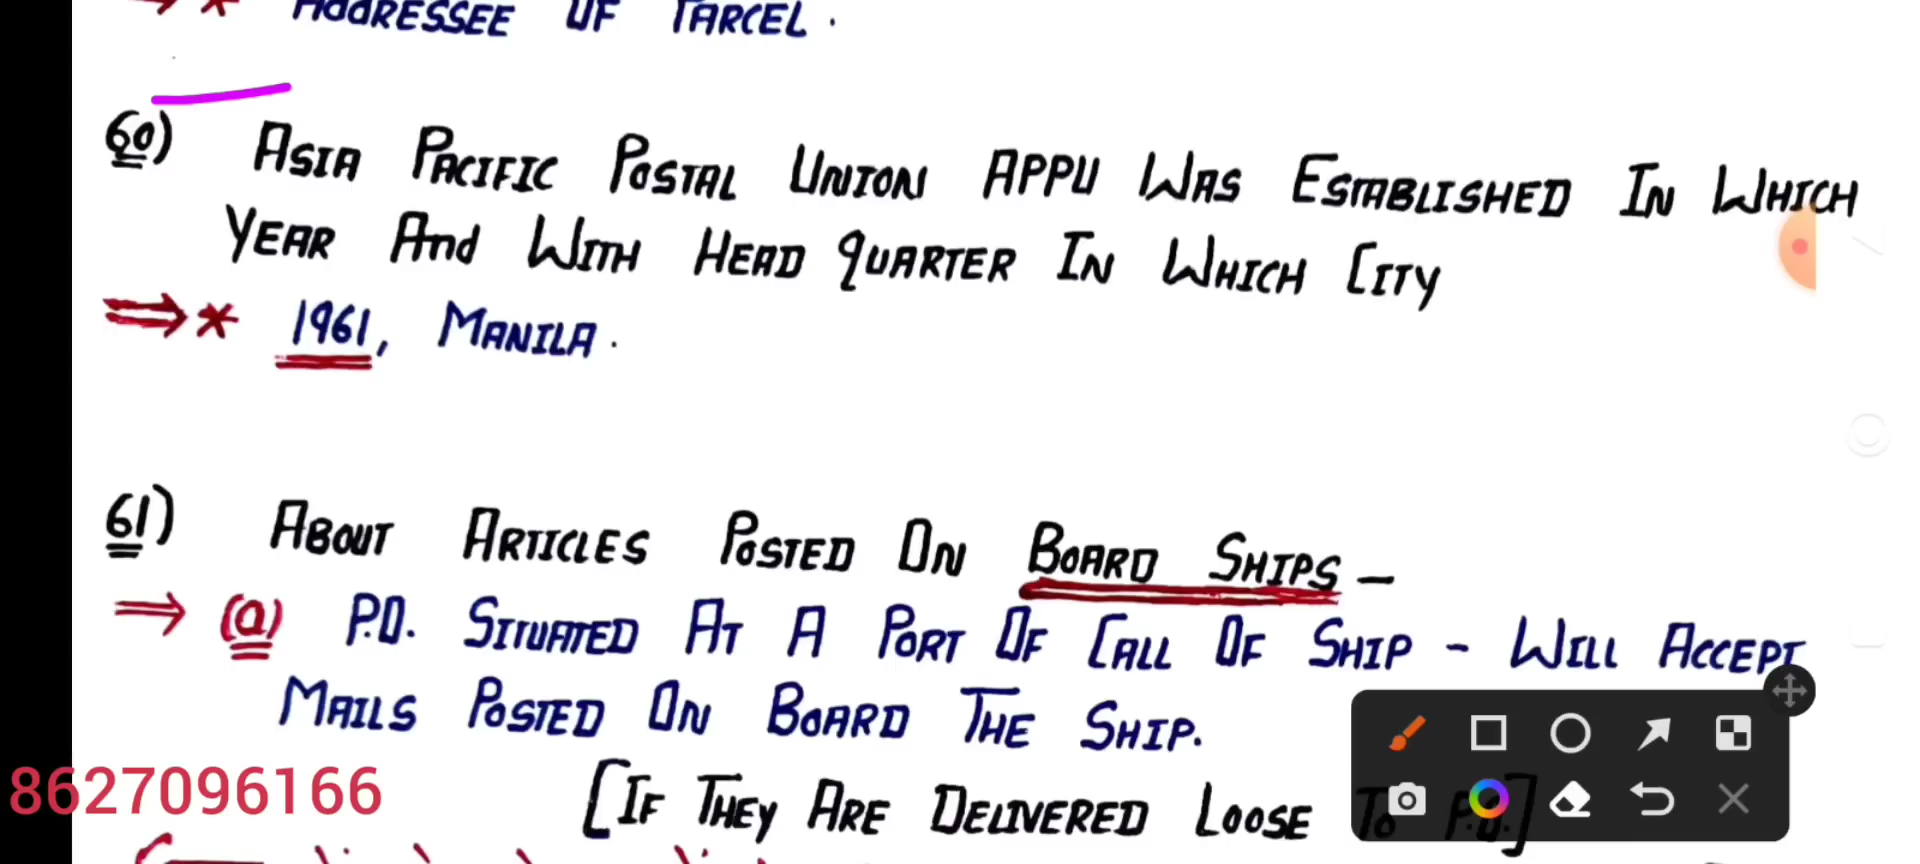 * ADDRESSEE OF PARCEL.
60) ASIA PACIFIC POSTAL UNION APPU WAS ESTABLISHED IN WHICH
YEAR AND WITH HEAD QUARTER IN WHICH CITY
⇒* 1961, MANILA.
61) ABOUT ARTICLES POSTED ON BOARD SHIPS –
⇒ (a) P.O. SITUATED AT A PORT OF CALL OF SHIP - WILL ACCEPT
MAILS POSTED ON BOARD THE SHIP.
[IF THEY ARE DELIVERED LOOSE TO P.O.]
8627096166